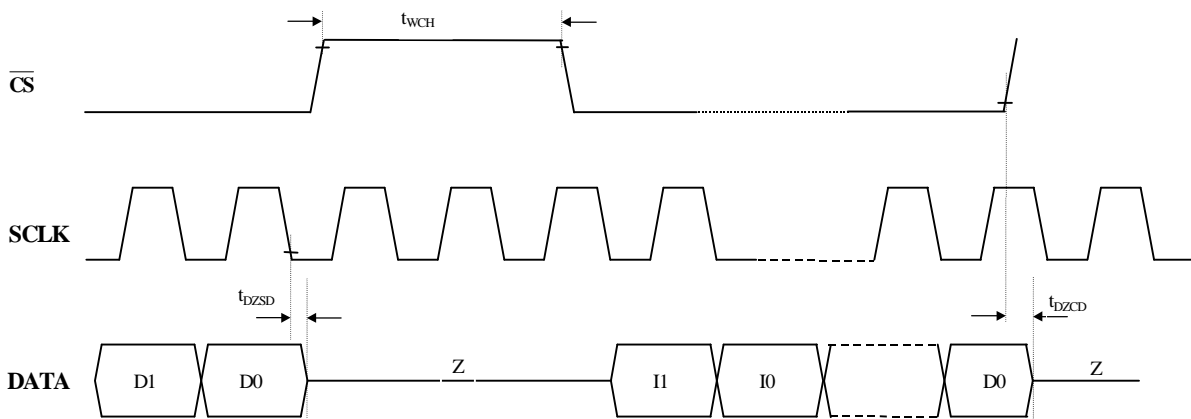 tWCH
CS
SCLK
tDZSD
tDZCD
DATA
D1
D0
Z
I1
I0
D0
Z